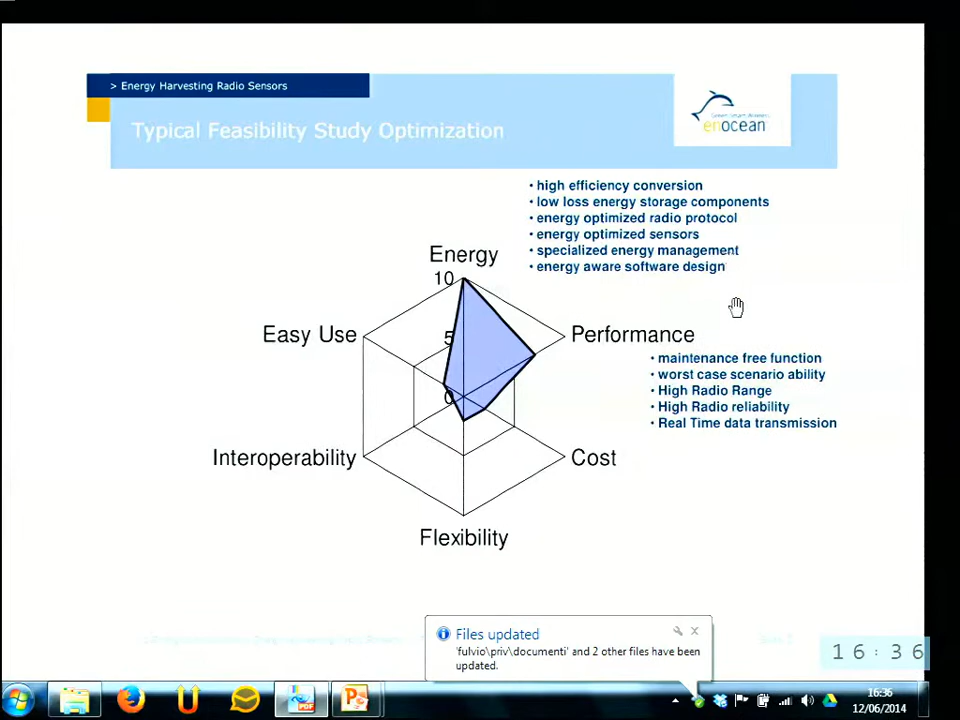 > Energy Harvesting Radio Sensors
Typical Feasibility Study Optimization
enocean
• high efficiency conversion
• low loss energy storage components
• energy optimized radio protocol
• energy optimized sensors
• specialized energy management
• energy aware software design
Energy
10
Easy Use
5
Performance
• maintenance free function
• worst case scenario ability
• High Radio Range
• High Radio reliability
• Real Time data transmission
0
Interoperability
Cost
Flexibility
Files updated
'fulvio\priv\documenti' and 2 other files have been
updated.
16:36
16:36
12/06/2014